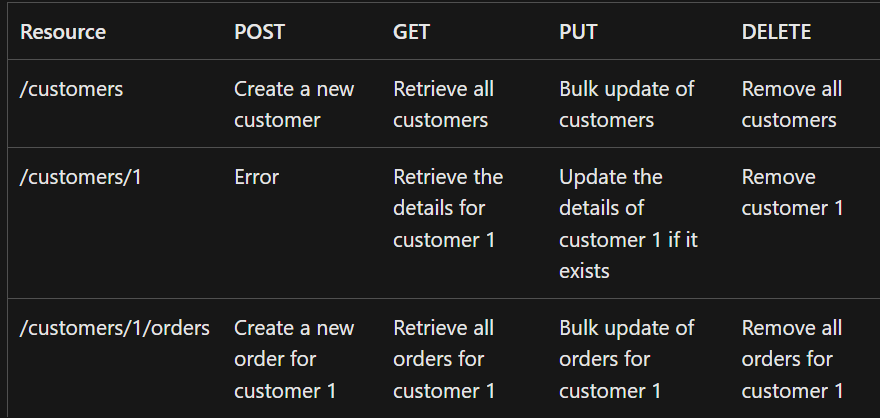 Resource POST GET PUT DELETE
/customers Create a new Retrieve all Bulk update of Remove all
customer customers customers customers
/customers/1 Error Retrieve the Update the Remove
details for details of customer 1
customer 1 customer 1 if it
exists
/customers/1/orders Create a new Retrieve all Bulk update of Remove all
order for orders for orders for orders for
customer 1 customer 1 customer 1 customer 1